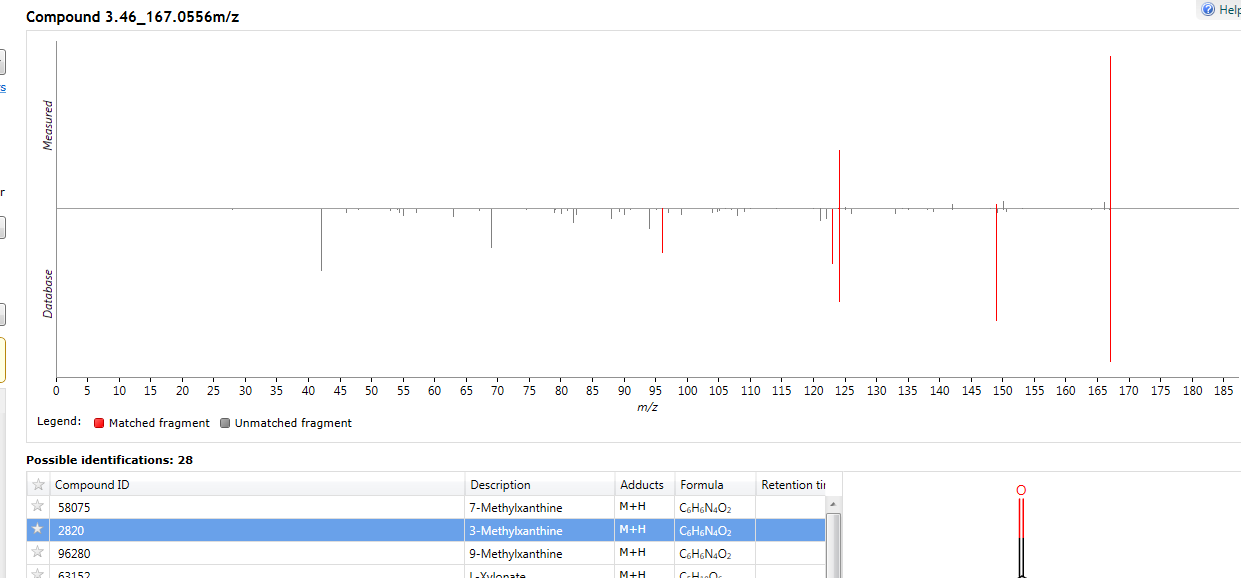 Help
Compound 3.46_167.0556m/z
s
Measured
r
Database
0 5 10 15 20 25 30 35 40 45 50 55 60 65 70 75 80 85 90 95 100 105 110 115 120 125 130 135 140 145 150 155 160 165 170 175 180 185
m/z
Legend: Matched fragment Unmatched fragment
Possible identifications: 28
Compound ID Description Adducts Formula Retention tir
58075 7-Methylxanthine M+H C₆H₆N₄O₂
2820 3-Methylxanthine M+H C₆H₆N₄O₂
96280 9-Methylxanthine M+H C₆H₆N₄O₂
63152 L-Xylonate M+H
O